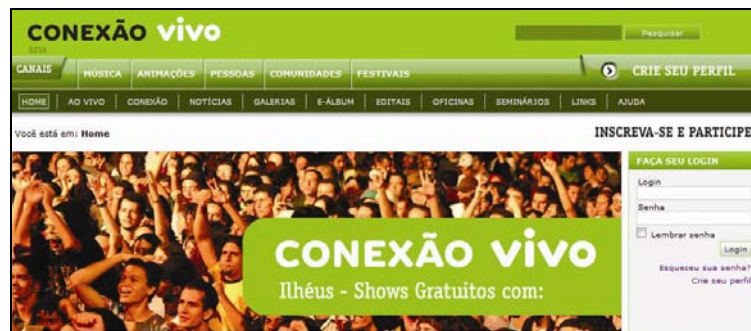 CONEXÃO vivo
BETA
Pesquisar
CANAIS MÚSICA ANIMAÇÕES PESSOAS COMUNIDADES FESTIVAIS CRIE SEU PERFIL
HOME AO VIVO CONEXÃO NOTÍCIAS GALERIAS E-ÁLBUM EDITAIS OFICINAS SEMINÁRIOS LINKS AJUDA
Você está em: Home
INSCREVA-SE E PARTICIPE
FAÇA SEU LOGIN
Login
Senha
Lembrar senha
Login
Esqueceu sua senha?
Crie seu perfil
CONEXÃO vivo
Ilhéus - Shows Gratuitos com: